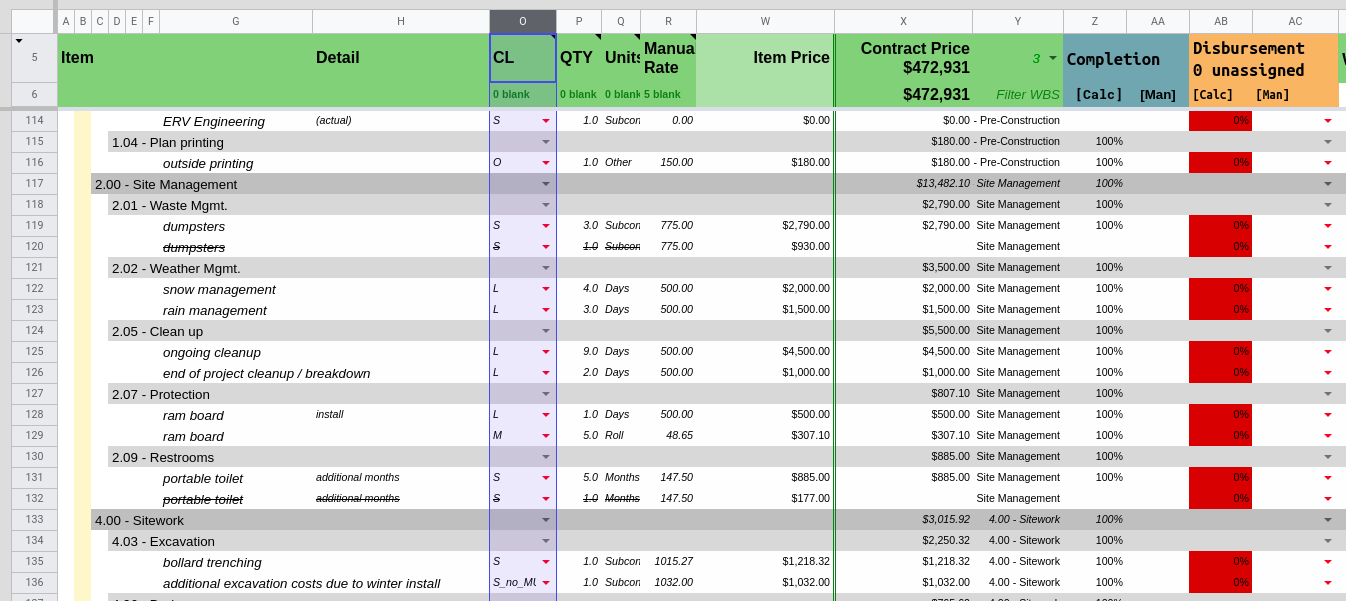 A B C D E F G H O P Q R W X Y Z AA AB AC
5 Item Detail CL QTY Units Manual Rate Item Price Contract Price $472,931 3 Completion Disbursement 0 unassigned
6 0 blank 0 blank 0 blank 5 blank $472,931 Filter WBS [Calc] [Man] [Calc] [Man]
114 ERV Engineering (actual) S 1.0 Subcon 0.00 $0.00 $0.00 - Pre-Construction 0%
115 1.04 - Plan printing $180.00 - Pre-Construction 100%
116 outside printing O 1.0 Other 150.00 $180.00 $180.00 - Pre-Construction 100% 0%
117 2.00 - Site Management $13,482.10 Site Management 100%
118 2.01 - Waste Mgmt. $2,790.00 Site Management 100%
119 dumpsters S 3.0 Subcon 775.00 $2,790.00 $2,790.00 Site Management 100% 0%
120 dumpsters S 1.0 Subcon 775.00 $930.00 Site Management 0%
121 2.02 - Weather Mgmt. $3,500.00 Site Management 100%
122 snow management L 4.0 Days 500.00 $2,000.00 $2,000.00 Site Management 100% 0%
123 rain management L 3.0 Days 500.00 $1,500.00 $1,500.00 Site Management 100% 0%
124 2.05 - Clean up $5,500.00 Site Management 100%
125 ongoing cleanup L 9.0 Days 500.00 $4,500.00 $4,500.00 Site Management 100% 0%
126 end of project cleanup / breakdown L 2.0 Days 500.00 $1,000.00 $1,000.00 Site Management 100% 0%
127 2.07 - Protection $807.10 Site Management 100%
128 ram board install L 1.0 Days 500.00 $500.00 $500.00 Site Management 100% 0%
129 ram board M 5.0 Roll 48.65 $307.10 $307.10 Site Management 100% 0%
130 2.09 - Restrooms $885.00 Site Management 100%
131 portable toilet additional months S 5.0 Months 147.50 $885.00 $885.00 Site Management 100% 0%
132 portable toilet additional months S 1.0 Months 147.50 $177.00 Site Management 0%
133 4.00 - Sitework $3,015.92 4.00 - Sitework 100%
134 4.03 - Excavation $2,250.32 4.00 - Sitework 100%
135 bollard trenching S 1.0 Subcon 1015.27 $1,218.32 $1,218.32 4.00 - Sitework 100% 0%
136 additional excavation costs due to winter install S_no_MU 1.0 Subcon 1032.00 $1,032.00 $1,032.00 4.00 - Sitework 100% 0%